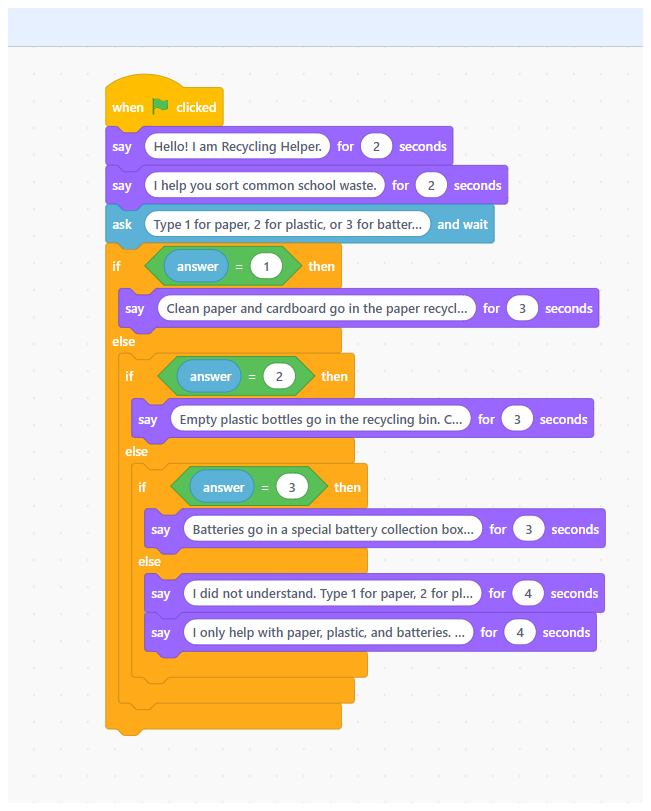 when clicked
say Hello! I am Recycling Helper. for 2 seconds
say I help you sort common school waste. for 2 seconds
ask Type 1 for paper, 2 for plastic, or 3 for batter... and wait
if answer = 1 then
say Clean paper and cardboard go in the paper recycl... for 3 seconds
else
if answer = 2 then
say Empty plastic bottles go in the recycling bin. C... for 3 seconds
else
if answer = 3 then
say Batteries go in a special battery collection box... for 3 seconds
else
say I did not understand. Type 1 for paper, 2 for pl... for 4 seconds
say I only help with paper, plastic, and batteries. ... for 4 seconds